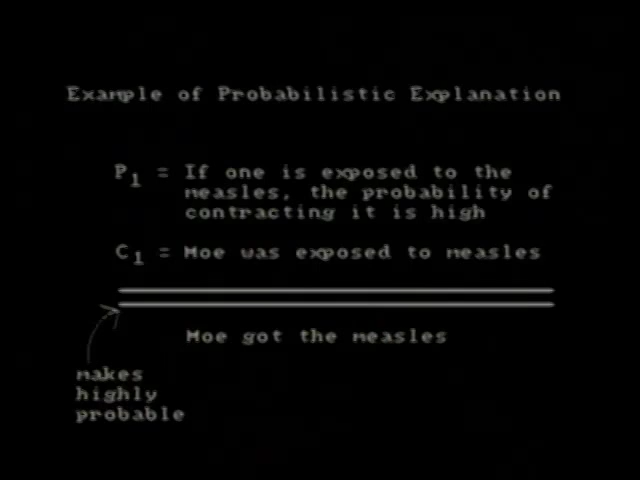 Example of Probabilistic Explanation
P1 = If one is exposed to the
measles, the probability of
contracting it is high
C1 = Moe was exposed to measles
Moe got the measles
makes
highly
probable